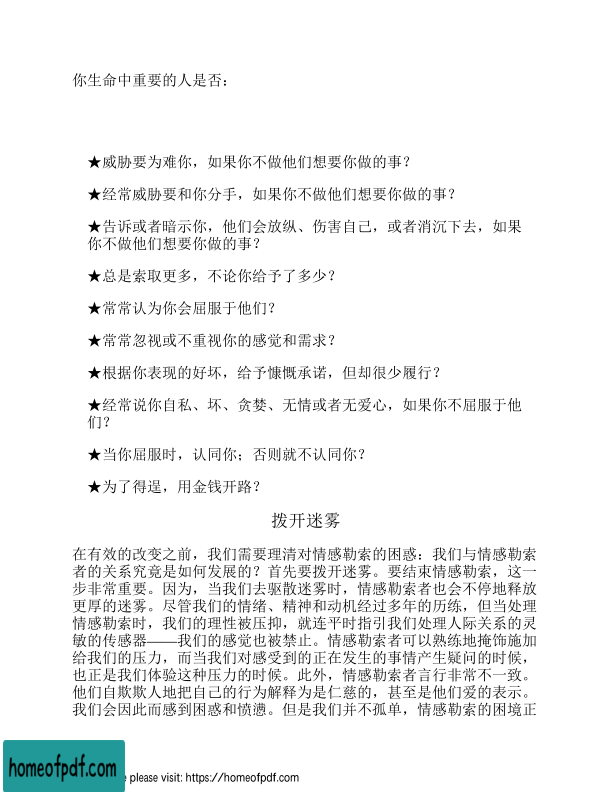 你生命中重要的人是否：
★威胁要为难你，如果你不做他们想要你做的事？
★经常威胁要和你分手，如果你不做他们想要你做的事？
★告诉或者暗示你，他们会放纵、伤害自己，或者消沉下去，如果
你不做他们想要你做的事？
★总是索取更多，不论你给予了多少？
★常常认为你会屈服于他们？
★常常忽视或不重视你的感觉和需求？
★根据你表现的好坏，给予慷慨承诺，但却很少履行？
★经常说你自私、坏、贪婪、无情或者无爱心，如果你不屈服于他
们？
★当你屈服时，认同你；否则就不认同你？
★为了得逞，用金钱开路？
拨开迷雾
在有效的改变之前，我们需要理清对情感勒索的困惑：我们与情感勒索
者的关系究竟是如何发展的？首先要拨开迷雾。要结束情感勒索，这一
步非常重要。因为，当我们去驱散迷雾时，情感勒索者也会不停地释放
更厚的迷雾。尽管我们的情绪、精神和动机经过多年的历练，但当处理
情感勒索时，我们的理性被压抑，就连平时指引我们处理人际关系的灵
敏的传感器——我们的感觉也被禁止。情感勒索者可以熟练地掩饰施加
给我们的压力，而当我们对感受到的正在发生的事情产生疑问的时候，
也正是我们体验这种压力的时候。此外，情感勒索者言行非常不一致。
他们自欺欺人地把自己的行为解释为是仁慈的，甚至是他们爱的表示。
我们会因此而感到困惑和愤懑。但是我们并不孤单，情感勒索的困境正
homeofpdf.com
e please visit: https://homeofpdf.com